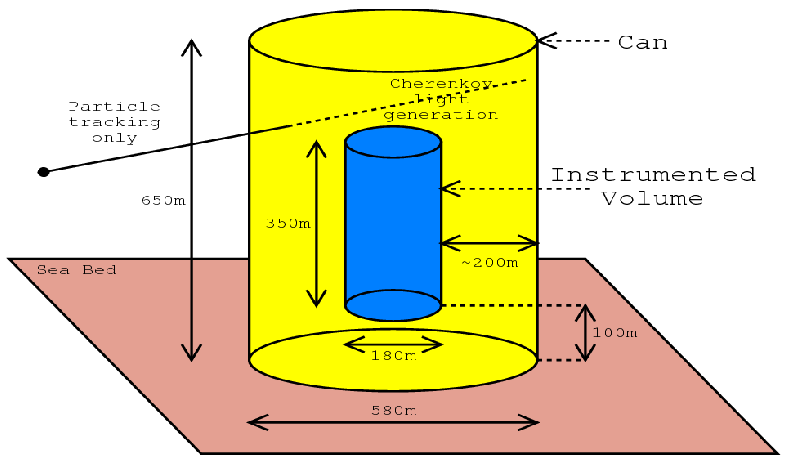 Can
Cherenkov
light
generation
Particle
tracking
only
Instrumented
Volume
650m
350m
~200m
Sea Bed
100m
180m
580m